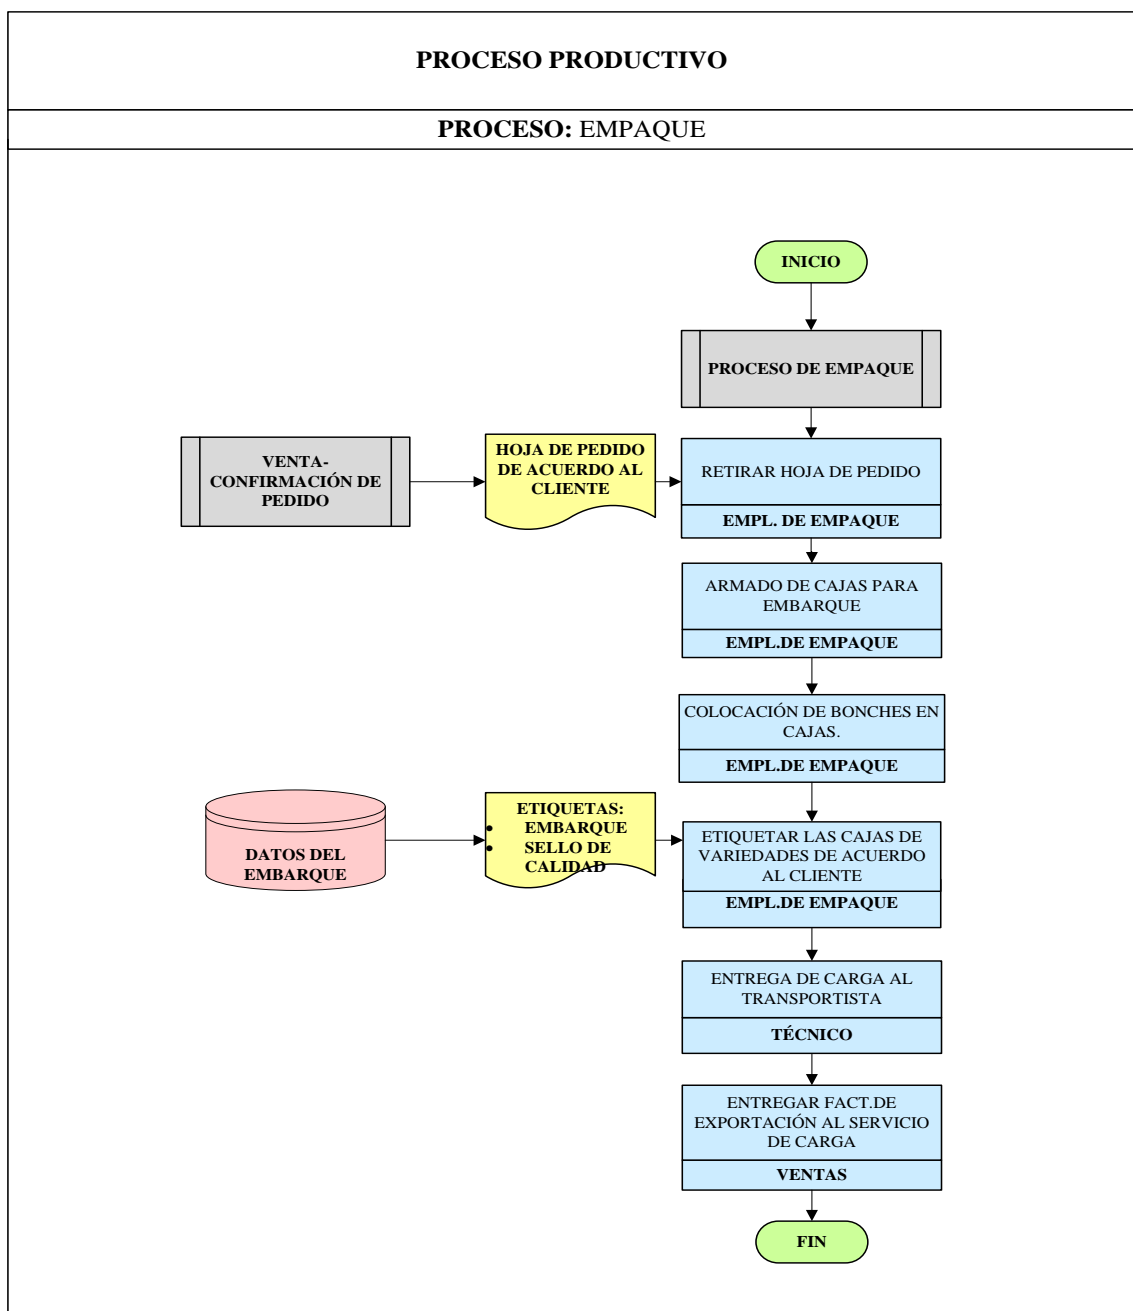 PROCESO PRODUCTIVO
PROCESO: EMPAQUE
INICIO
PROCESO DE EMPAQUE
VENTA-
CONFIRMACIÓN DE
PEDIDO
HOJA DE PEDIDO
DE ACUERDO AL
CLIENTE
RETIRAR HOJA DE PEDIDO
EMPL. DE EMPAQUE
ARMADO DE CAJAS PARA
EMBARQUE
EMPL.DE EMPAQUE
COLOCACIÓN DE BONCHES EN
CAJAS.
EMPL.DE EMPAQUE
DATOS DEL
EMBARQUE
ETIQUETAS:
• EMBARQUE
• SELLO DE
CALIDAD
ETIQUETAR LAS CAJAS DE
VARIEDADES DE ACUERDO
AL CLIENTE
EMPL.DE EMPAQUE
ENTREGA DE CARGA AL
TRANSPORTISTA
TÉCNICO
ENTREGAR FACT.DE
EXPORTACIÓN AL SERVICIO
DE CARGA
VENTAS
FIN